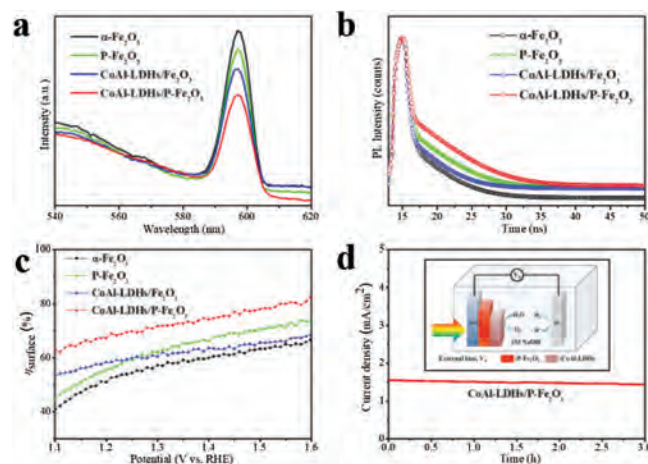 a
α-Fe₂O₃
P-Fe₂O₃
CoAl-LDHs/Fe₂O₃
CoAl-LDHs/P-Fe₂O₃
Intensity (a.u.)
540 560 580 600 620
Wavelength (nm)
b
α-Fe₂O₃
P-Fe₂O₃
CoAl-LDHs/Fe₂O₃
CoAl-LDHs/P-Fe₂O₃
PL Intensity (counts)
15 20 25 30 35 40 45 50
Time (ns)
c
α-Fe₂O₃
P-Fe₂O₃
CoAl-LDHs/Fe₂O₃
CoAl-LDHs/P-Fe₂O₃
ηsurface (%)
100
80
60
40
1.1 1.2 1.3 1.4 1.5 1.6
Potential (V vs. RHE)
d
Current density (mA/cm²)
5
4
3
2
1
0
H₂O
O₂
1M NaOH
External bias, V
P-Fe₂O₃
CoAl-LDHs
CoAl-LDHs/P-Fe₂O₃
0.0 0.5 1.0 1.5 2.0 2.5 3.0
Time (h)